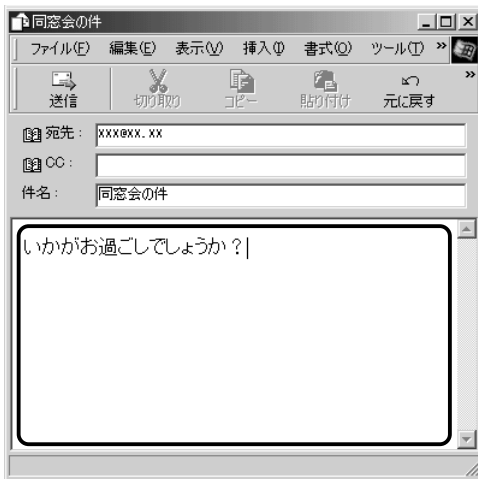 同窓会の件
ファイル(F) 編集(E) 表示(V) 挿入(I) 書式(O) ツール(T) »
送信 切り取り コピー 貼り付け 元に戻す »
宛先: xxx@xx.xx
CC:
件名: 同窓会の件
いかがお過ごしでしょうか?